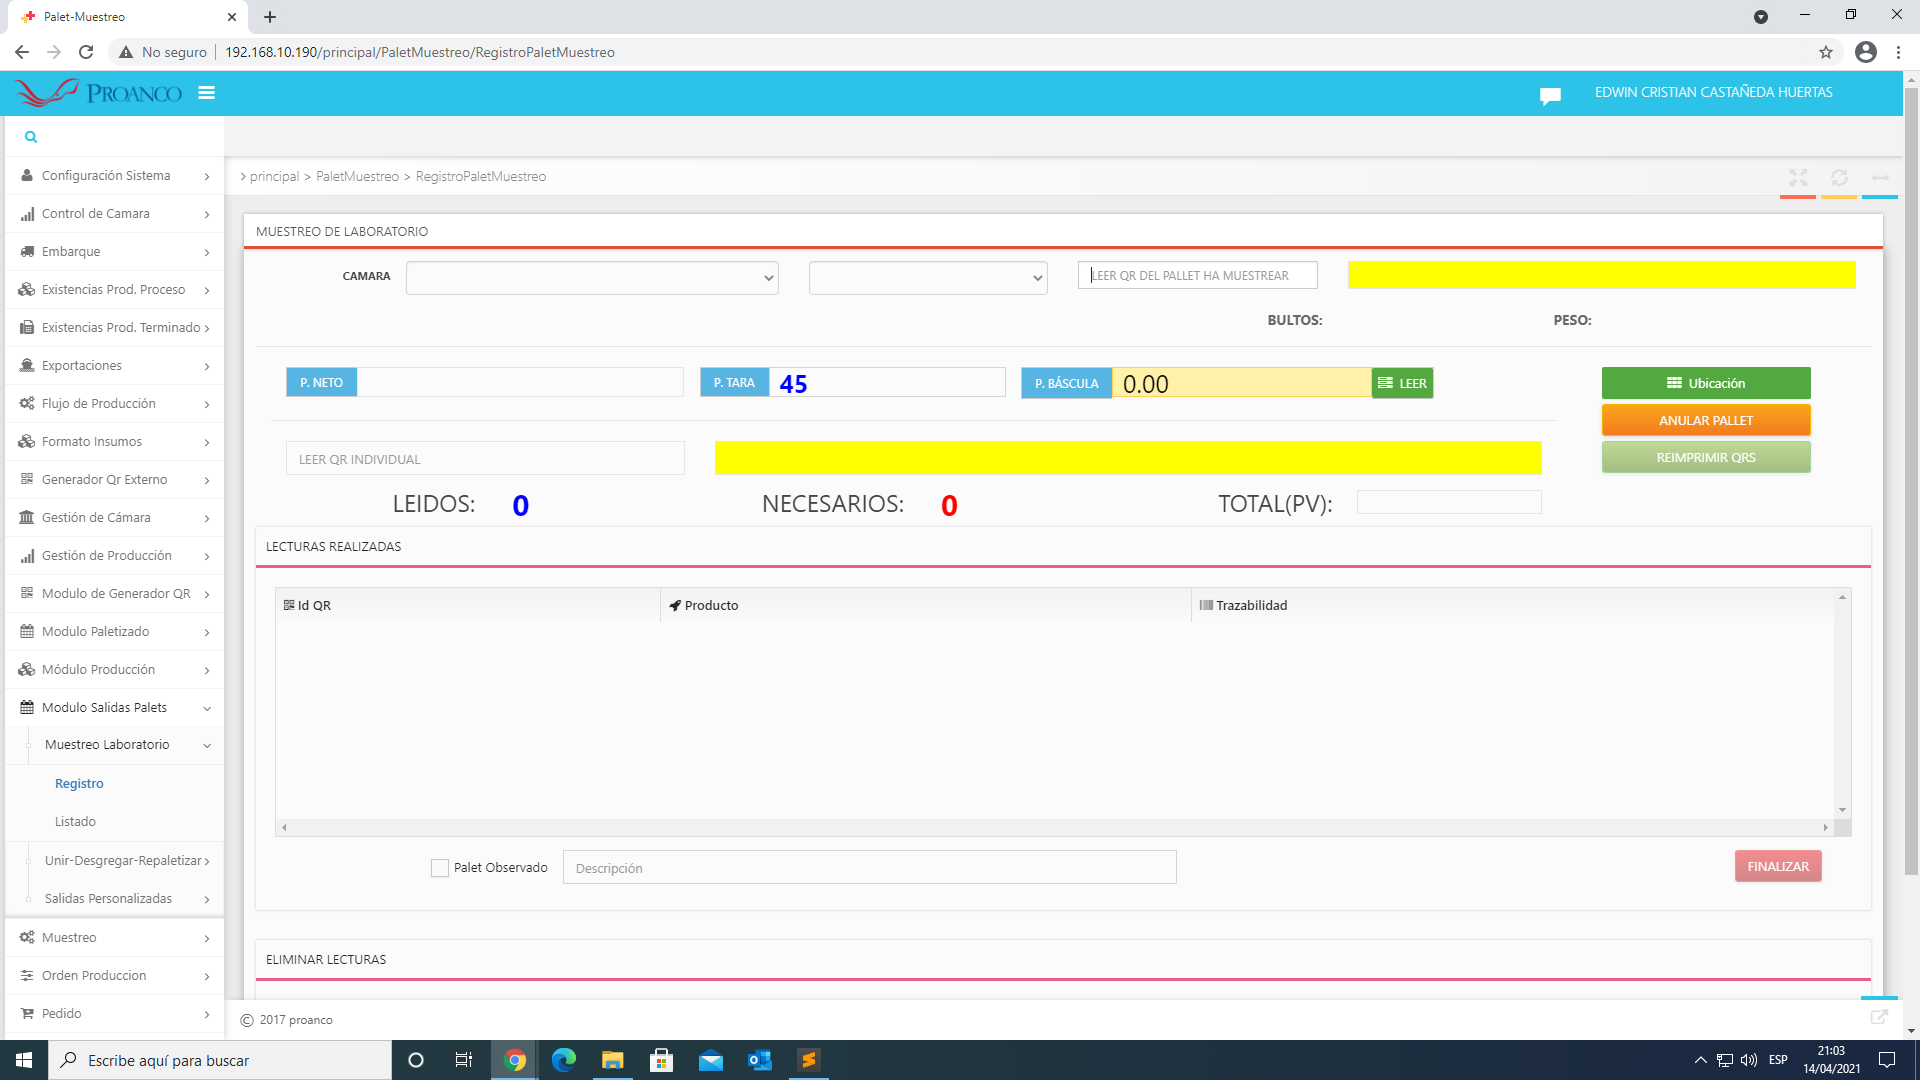 Palet-Muestreo
No seguro
192.168.10.190/principal/PaletMuestreo/RegistroPaletMuestreo
PROANCO
EDWIN CRISTIAN CASTAÑEDA HUERTAS
Configuración Sistema
Control de Camara
Embarque
Existencias Prod. Proceso
Existencias Prod. Terminado
Exportaciones
Flujo de Producción
Formato Insumos
Generador Qr Externo
Gestión de Cámara
Gestión de Producción
Modulo de Generador QR
Modulo Paletizado
Módulo Producción
Modulo Salidas Palets
Muestreo Laboratorio
Registro
Listado
Unir-Desgregar-Repaletizar
Salidas Personalizadas
Muestreo
Orden Produccion
Pedido
> principal > PaletMuestreo > RegistroPaletMuestreo
MUESTREO DE LABORATORIO
CAMARA
LEER QR DEL PALLET HA MUESTREAR
BULTOS:
PESO:
P. NETO
P. TARA
45
P. BÁSCULA
0.00
LEER
Ubicación
ANULAR PALLET
REIMPRIMIR QRS
LEER QR INDIVIDUAL
LEIDOS: 0
NECESARIOS: 0
TOTAL(PV):
LECTURAS REALIZADAS
Id QR
Producto
Trazabilidad
Palet Observado
Descripción
FINALIZAR
ELIMINAR LECTURAS
© 2017 proanco
Escribe aquí para buscar
ESP
21:03
14/04/2021